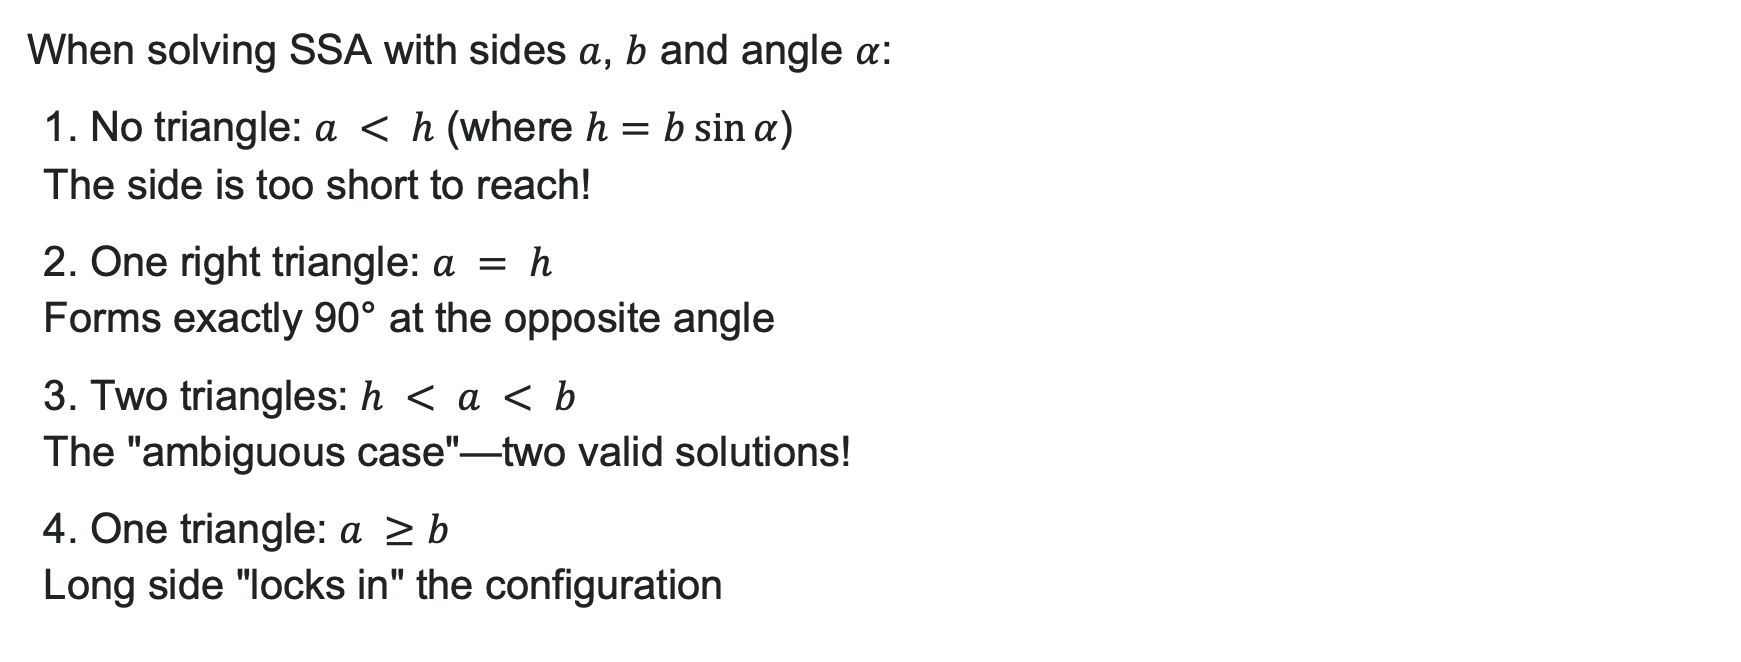 When solving SSA with sides a, b and angle α:
1. No triangle: a < h (where h = b sin α)
The side is too short to reach!
2. One right triangle: a = h
Forms exactly 90° at the opposite angle
3. Two triangles: h < a < b
The "ambiguous case"—two valid solutions!
4. One triangle: a ≥ b
Long side "locks in" the configuration